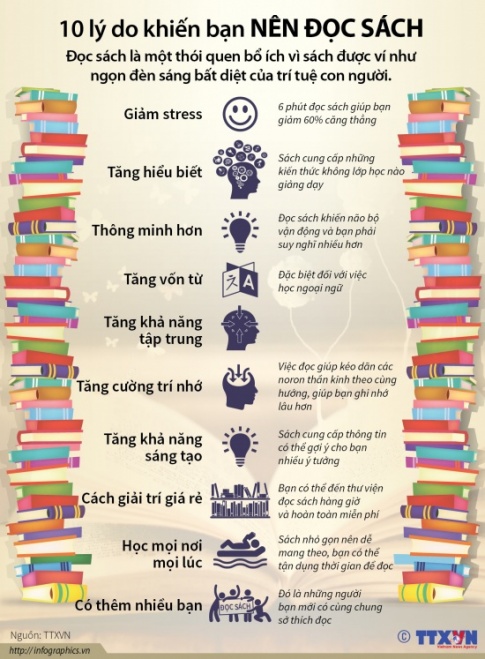 10 lý do khiến bạn NÊN ĐỌC SÁCH
Đọc sách là một thói quen bổ ích vì sách được ví như
ngọn đèn sáng bất diệt của trí tuệ con người.
Giảm stress
6 phút đọc sách giúp bạn
giảm 60% căng thẳng
Tăng hiểu biết
Sách cung cấp những
kiến thức không lớp học nào
giảng dạy
Thông minh hơn
Đọc sách khiến não bộ
vận động và bạn phải
suy nghĩ nhiều hơn
Tăng vốn từ
A
Đặc biệt đối với việc
học ngoại ngữ
Tăng khả năng
tập trung
Tăng cường trí nhớ
Việc đọc giúp kéo dãn các
noron thần kinh theo cùng
hướng, giúp bạn ghi nhớ
lâu hơn
Tăng khả năng
sáng tạo
Sách cung cấp thông tin
có thể gợi ý cho bạn
nhiều ý tưởng
Cách giải trí giá rẻ
Bạn có thể đến thư viện
đọc sách hàng giờ
và hoàn toàn miễn phí
Học mọi nơi
mọi lúc
Sách nhỏ gọn nên dễ
mang theo, bạn có thể
tận dụng thời gian để đọc
Có thêm nhiều bạn
ĐỌC SÁCH
Đó là những người
bạn mới có cùng chung
sở thích đọc
Nguồn: TTXVN
http://infographics.vn
© TTXVN
Vietnam News Agency